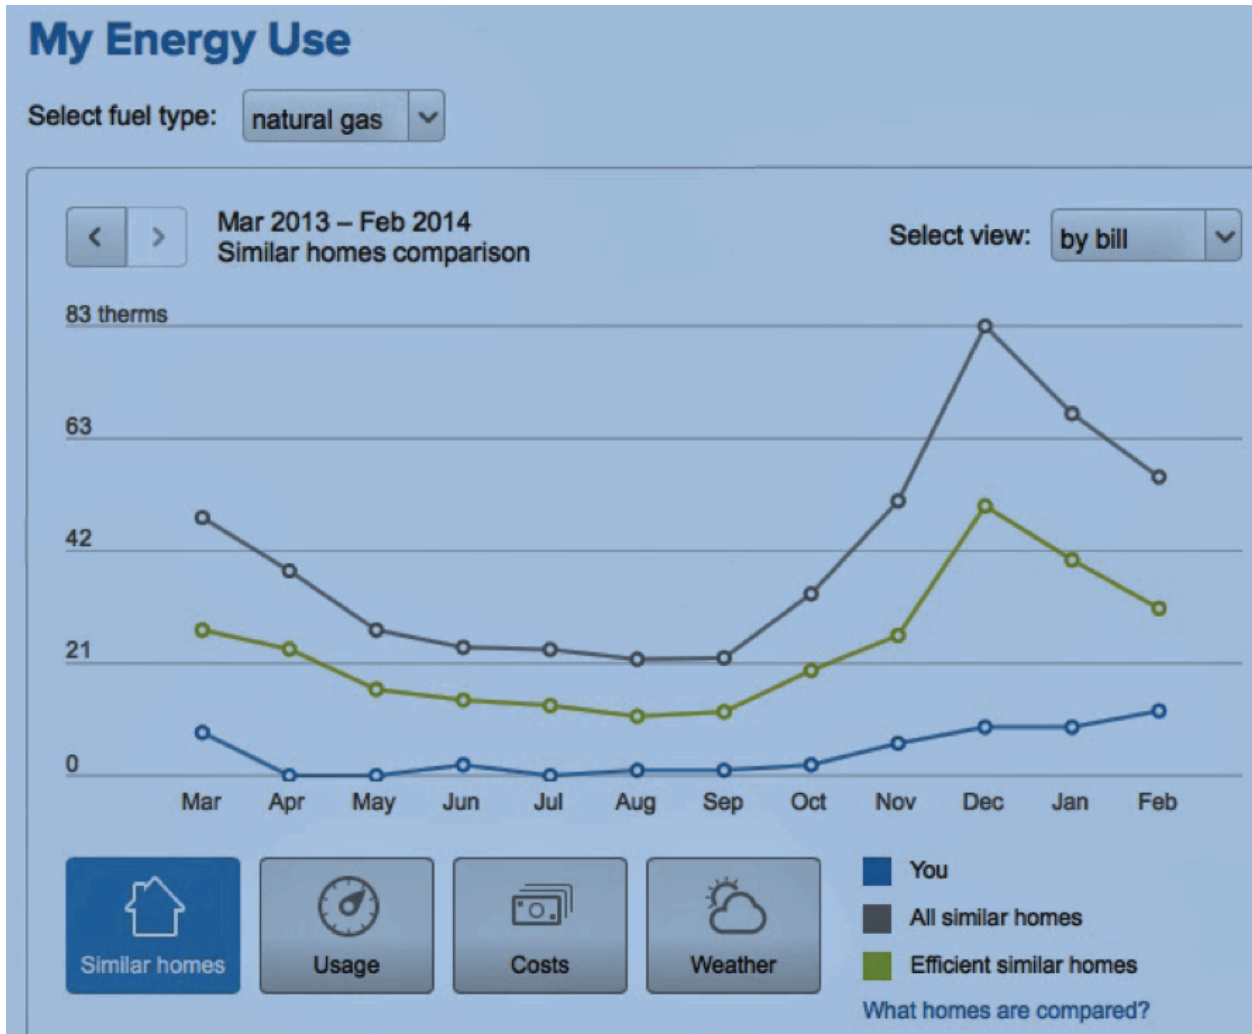 My Energy Use
Select fuel type: natural gas
Mar 2013 – Feb 2014
Similar homes comparison
Select view: by bill
83 therms
63
42
21
0
Mar Apr May Jun Jul Aug Sep Oct Nov Dec Jan Feb
Similar homes
Usage
Costs
Weather
You
All similar homes
Efficient similar homes
What homes are compared?